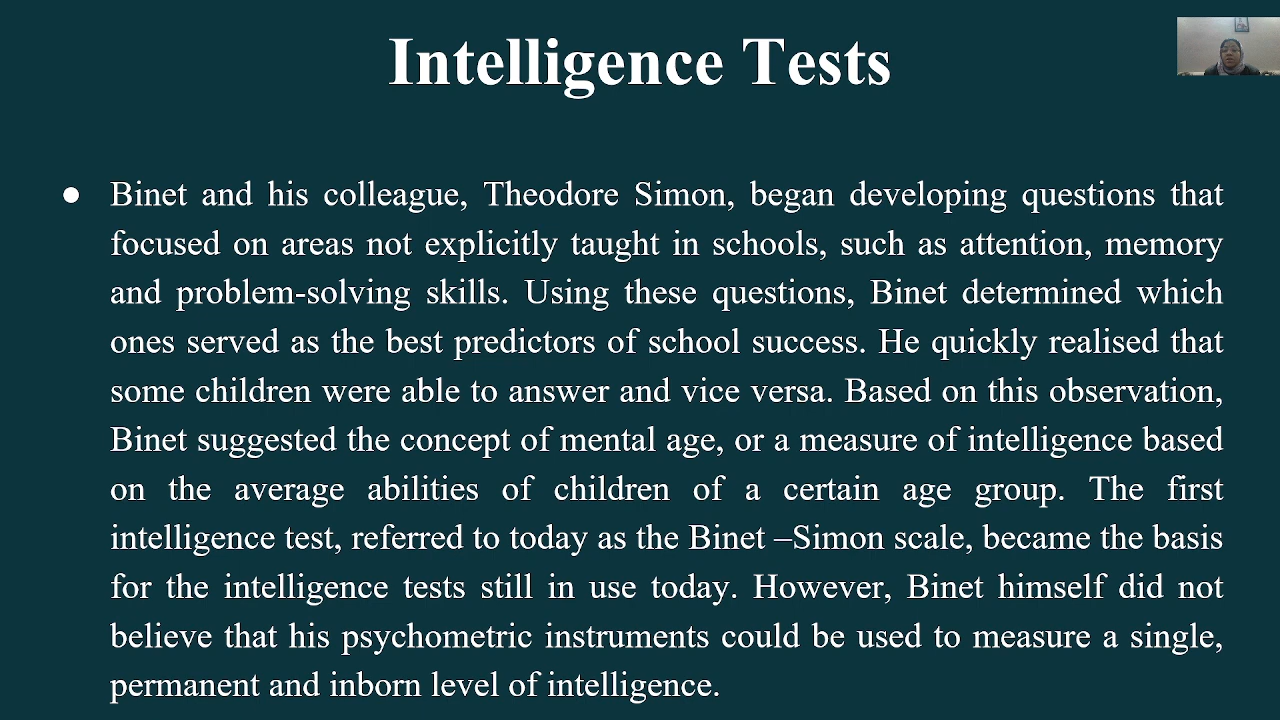 Intelligence Tests
● Binet and his colleague, Theodore Simon, began developing questions that
focused on areas not explicitly taught in schools, such as attention, memory
and problem-solving skills. Using these questions, Binet determined which
ones served as the best predictors of school success. He quickly realised that
some children were able to answer and vice versa. Based on this observation,
Binet suggested the concept of mental age, or a measure of intelligence based
on the average abilities of children of a certain age group. The first
intelligence test, referred to today as the Binet –Simon scale, became the basis
for the intelligence tests still in use today. However, Binet himself did not
believe that his psychometric instruments could be used to measure a single,
permanent and inborn level of intelligence.